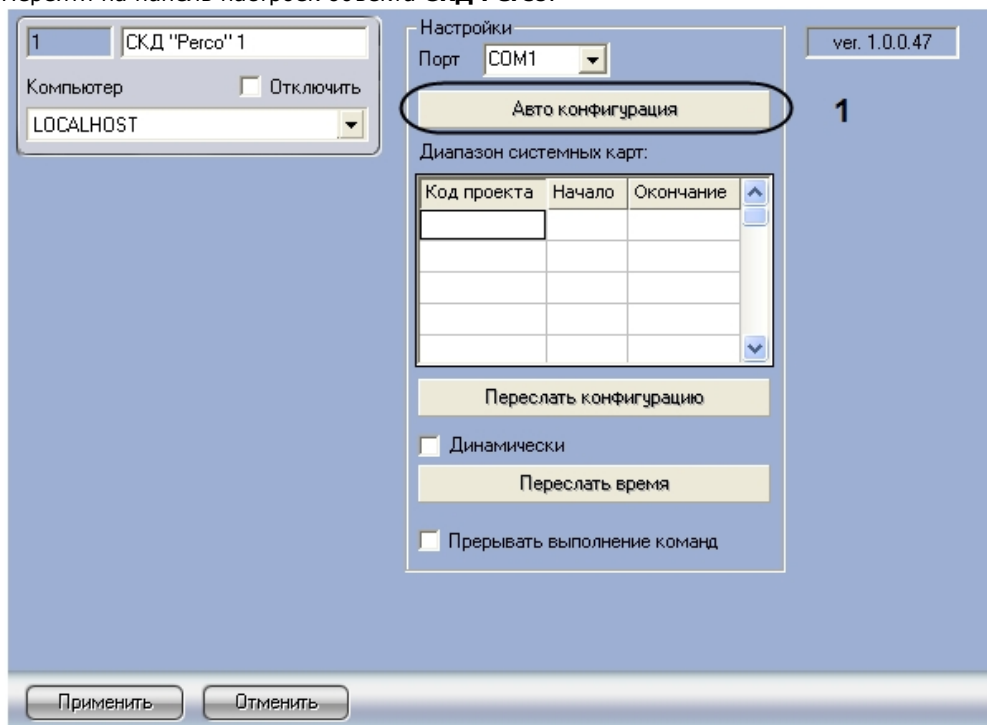 Перейти на панель настроек объекта СКД Perco.
1
СКД "Perco" 1
Компьютер
Отключить
LOCALHOST
Настройки
Порт
COM1
Авто конфигурация
1
Диапазон системных карт:
Код проекта Начало Окончание
Переслать конфигурацию
Динамически
Переслать время
Прерывать выполнение команд
ver. 1.0.0.47
Применить
Отменить